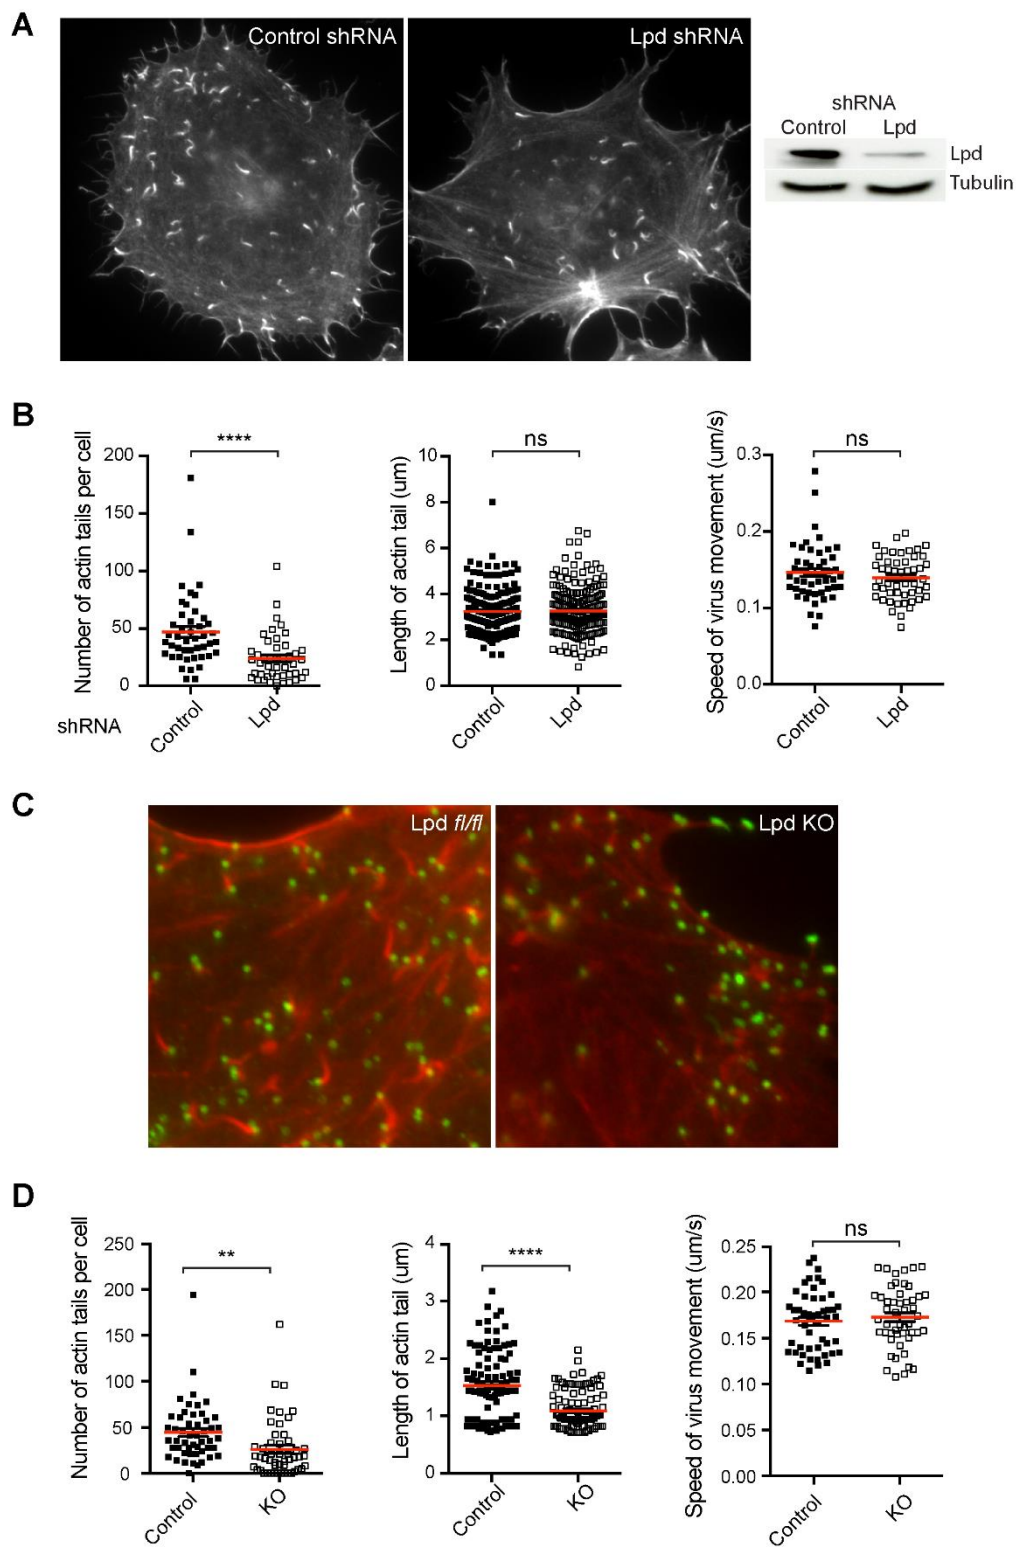 A
Control shRNA
Lpd shRNA
shRNA
Control Lpd
Lpd
Tubulin
B
Number of actin tails per cell
200
150
100
50
0
****
shRNA
Control
Lpd
Length of actin tail (um)
10
8
6
4
2
0
ns
Control
Lpd
Speed of virus movement (um/s)
0.3
0.2
0.1
0.0
ns
Control
Lpd
C
Lpd fl/fl
Lpd KO
D
Number of actin tails per cell
250
200
150
100
50
0
**
Control
KO
Length of actin tail (um)
4
3
2
1
0
****
Control
KO
Speed of virus movement (um/s)
0.25
0.20
0.15
0.10
0.05
0.00
ns
Control
KO